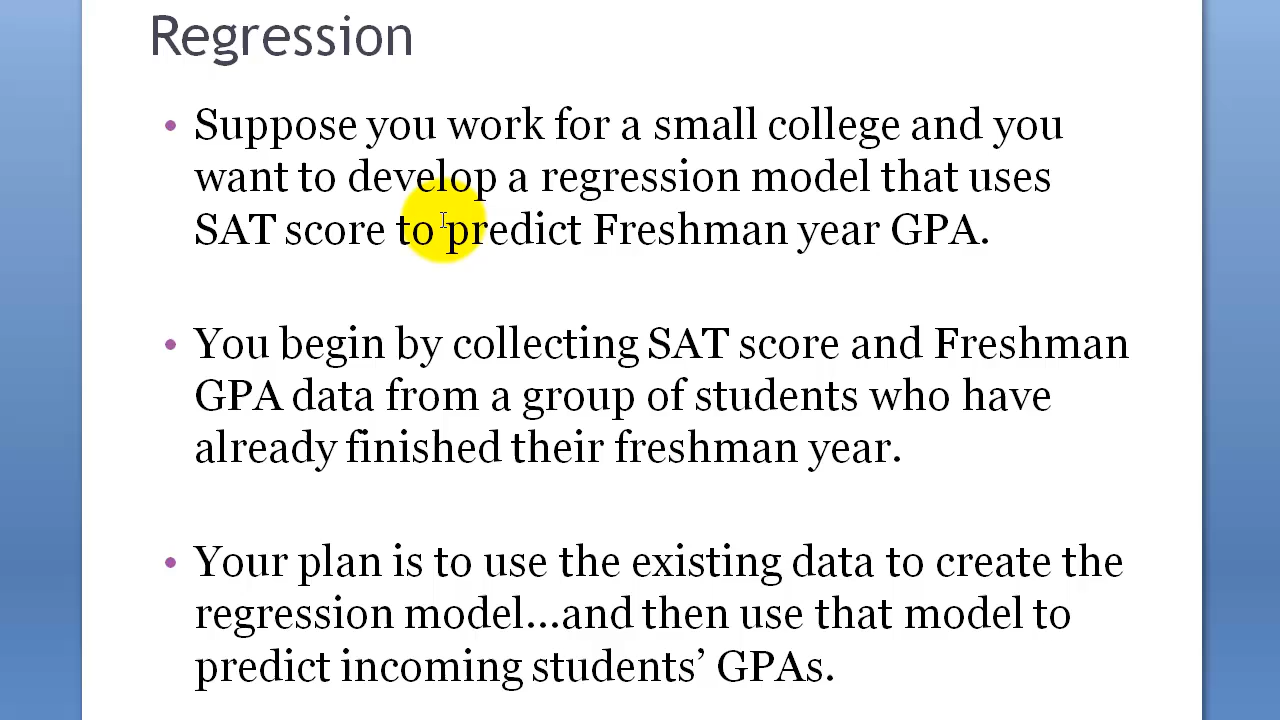 Regression
• Suppose you work for a small college and you
want to develop a regression model that uses
SAT score to predict Freshman year GPA.
• You begin by collecting SAT score and Freshman
GPA data from a group of students who have
already finished their freshman year.
• Your plan is to use the existing data to create the
regression model...and then use that model to
predict incoming students’ GPAs.